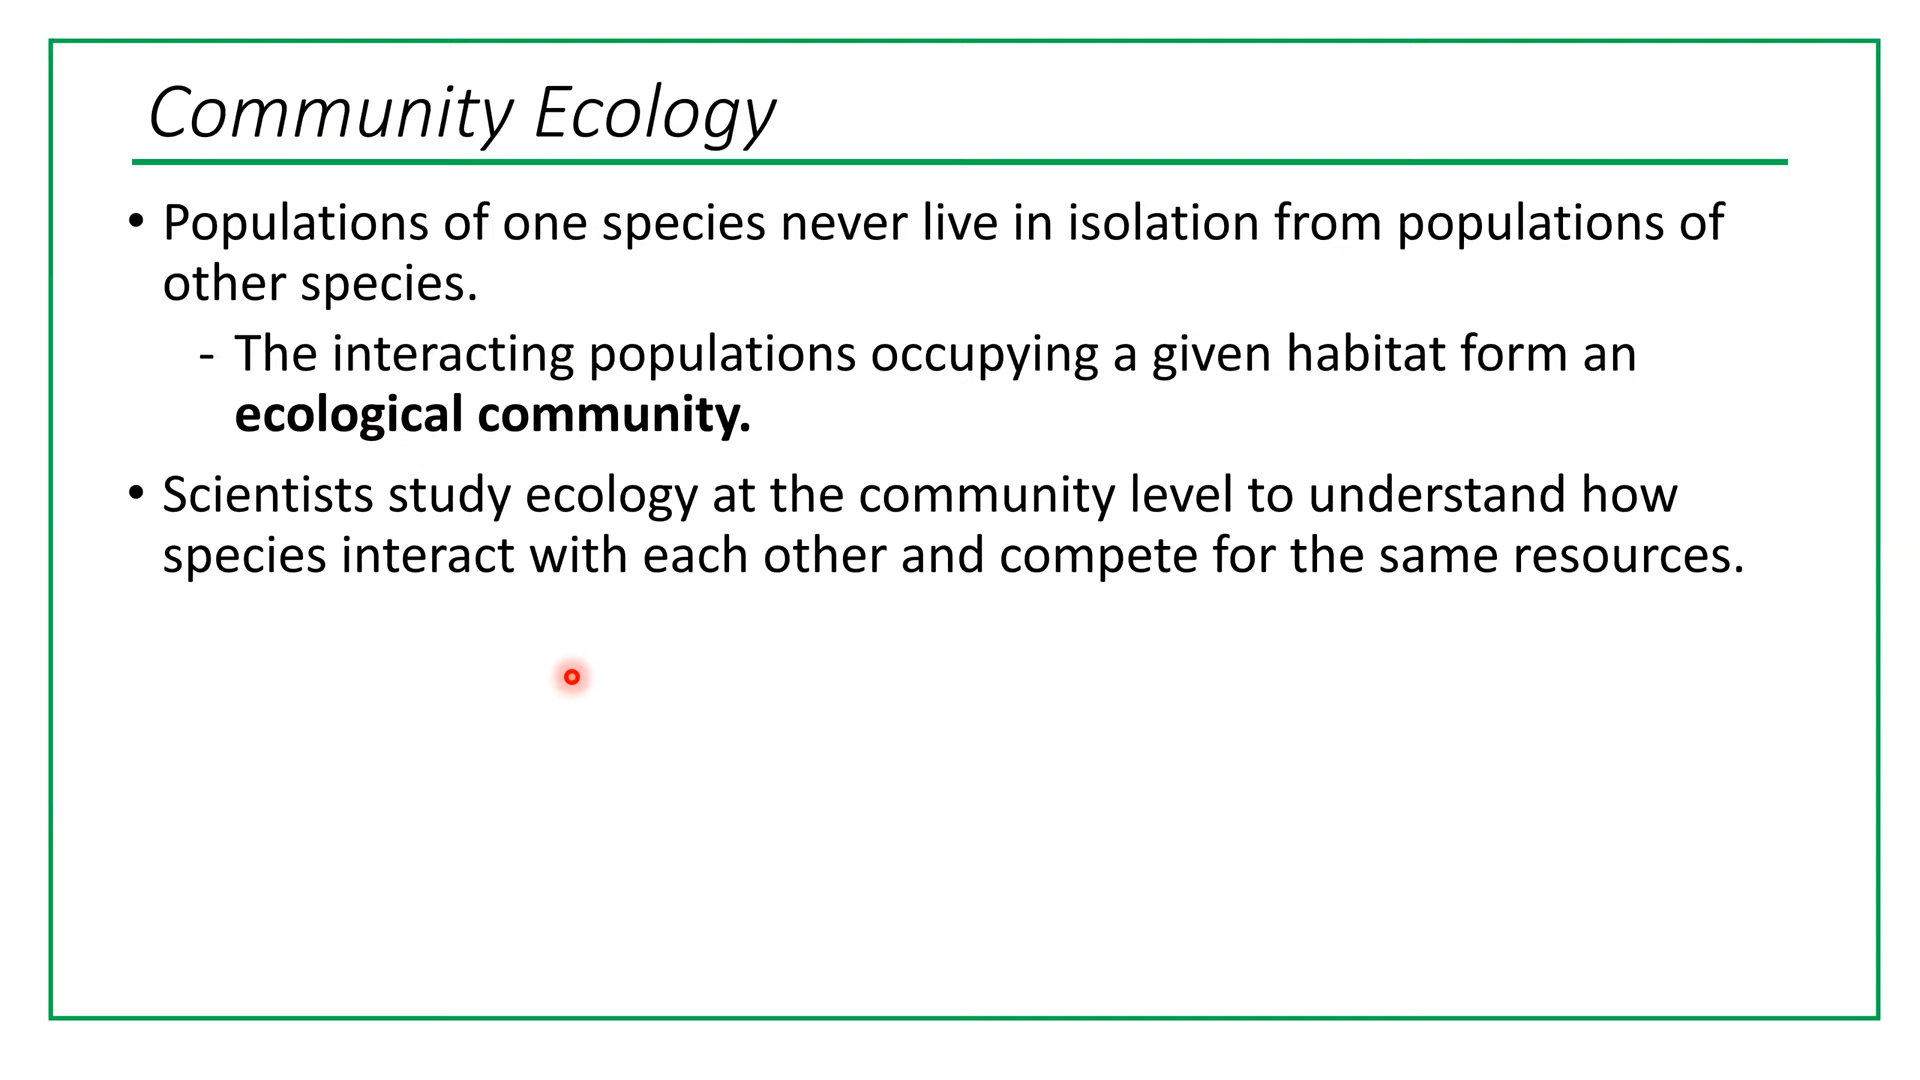 Community Ecology
• Populations of one species never live in isolation from populations of
other species.
- The interacting populations occupying a given habitat form an
ecological community.
• Scientists study ecology at the community level to understand how
species interact with each other and compete for the same resources.